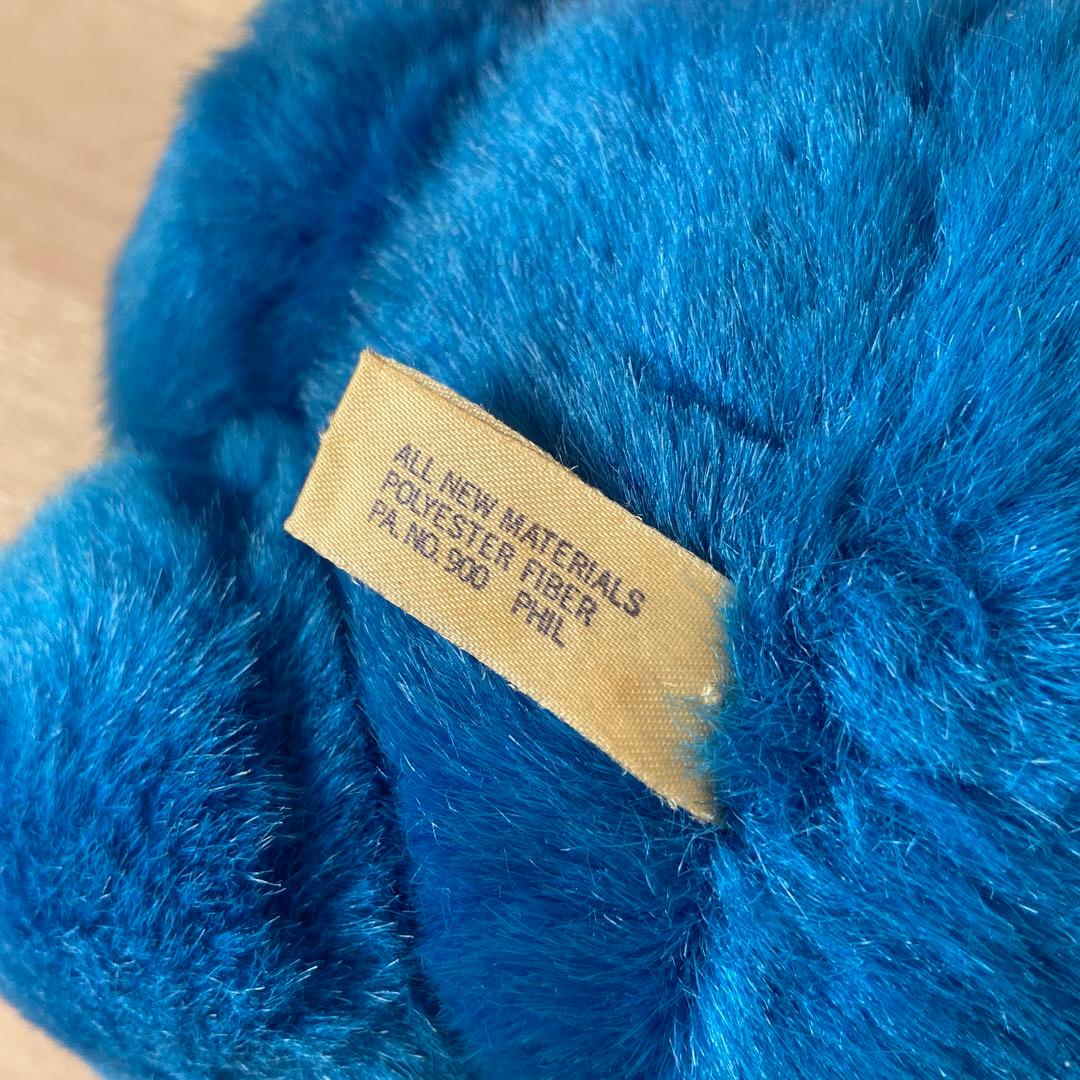 ALL NEW MATERIALS
POLYESTER FIBER
PA. NO. 900 PHIL